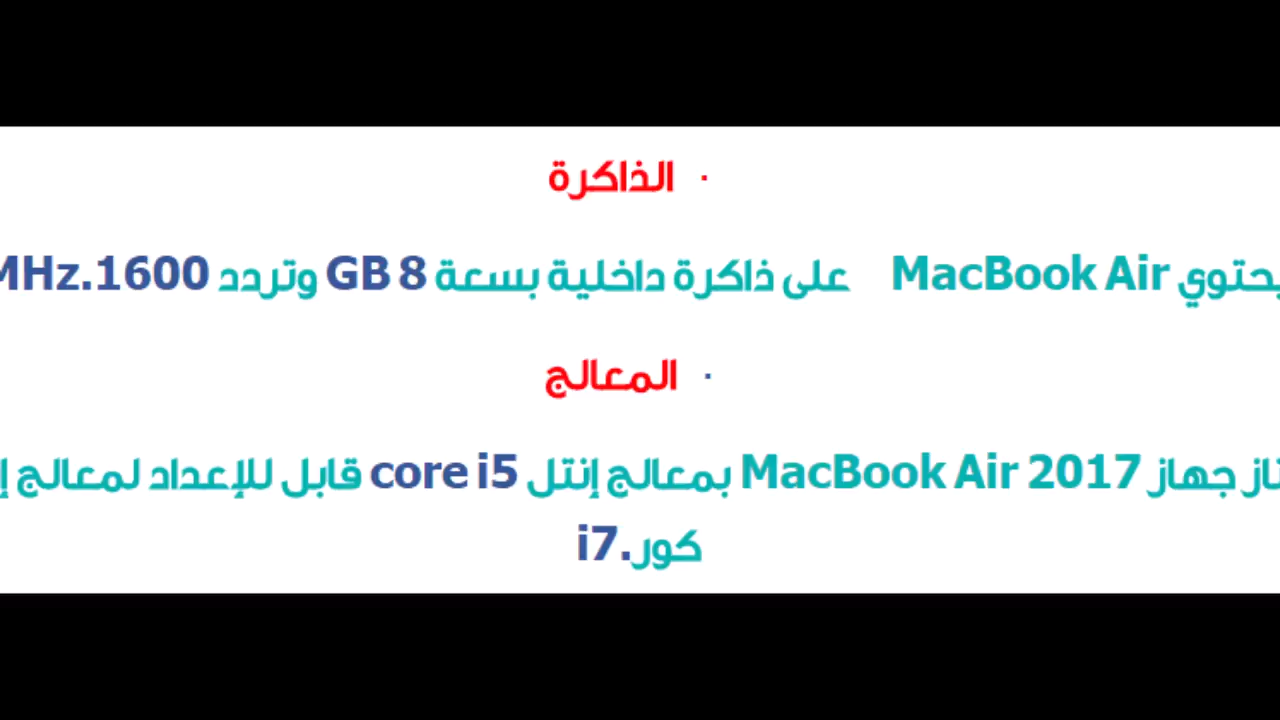 · الذاكرة
يحتوي MacBook Air على ذاكرة داخلية بسعة 8 GB وتردد 1600.MHz
· المعالج
جهاز MacBook Air 2017 بمعالج إنتل core i5 قابل للإعداد لمعالج
كور.i7